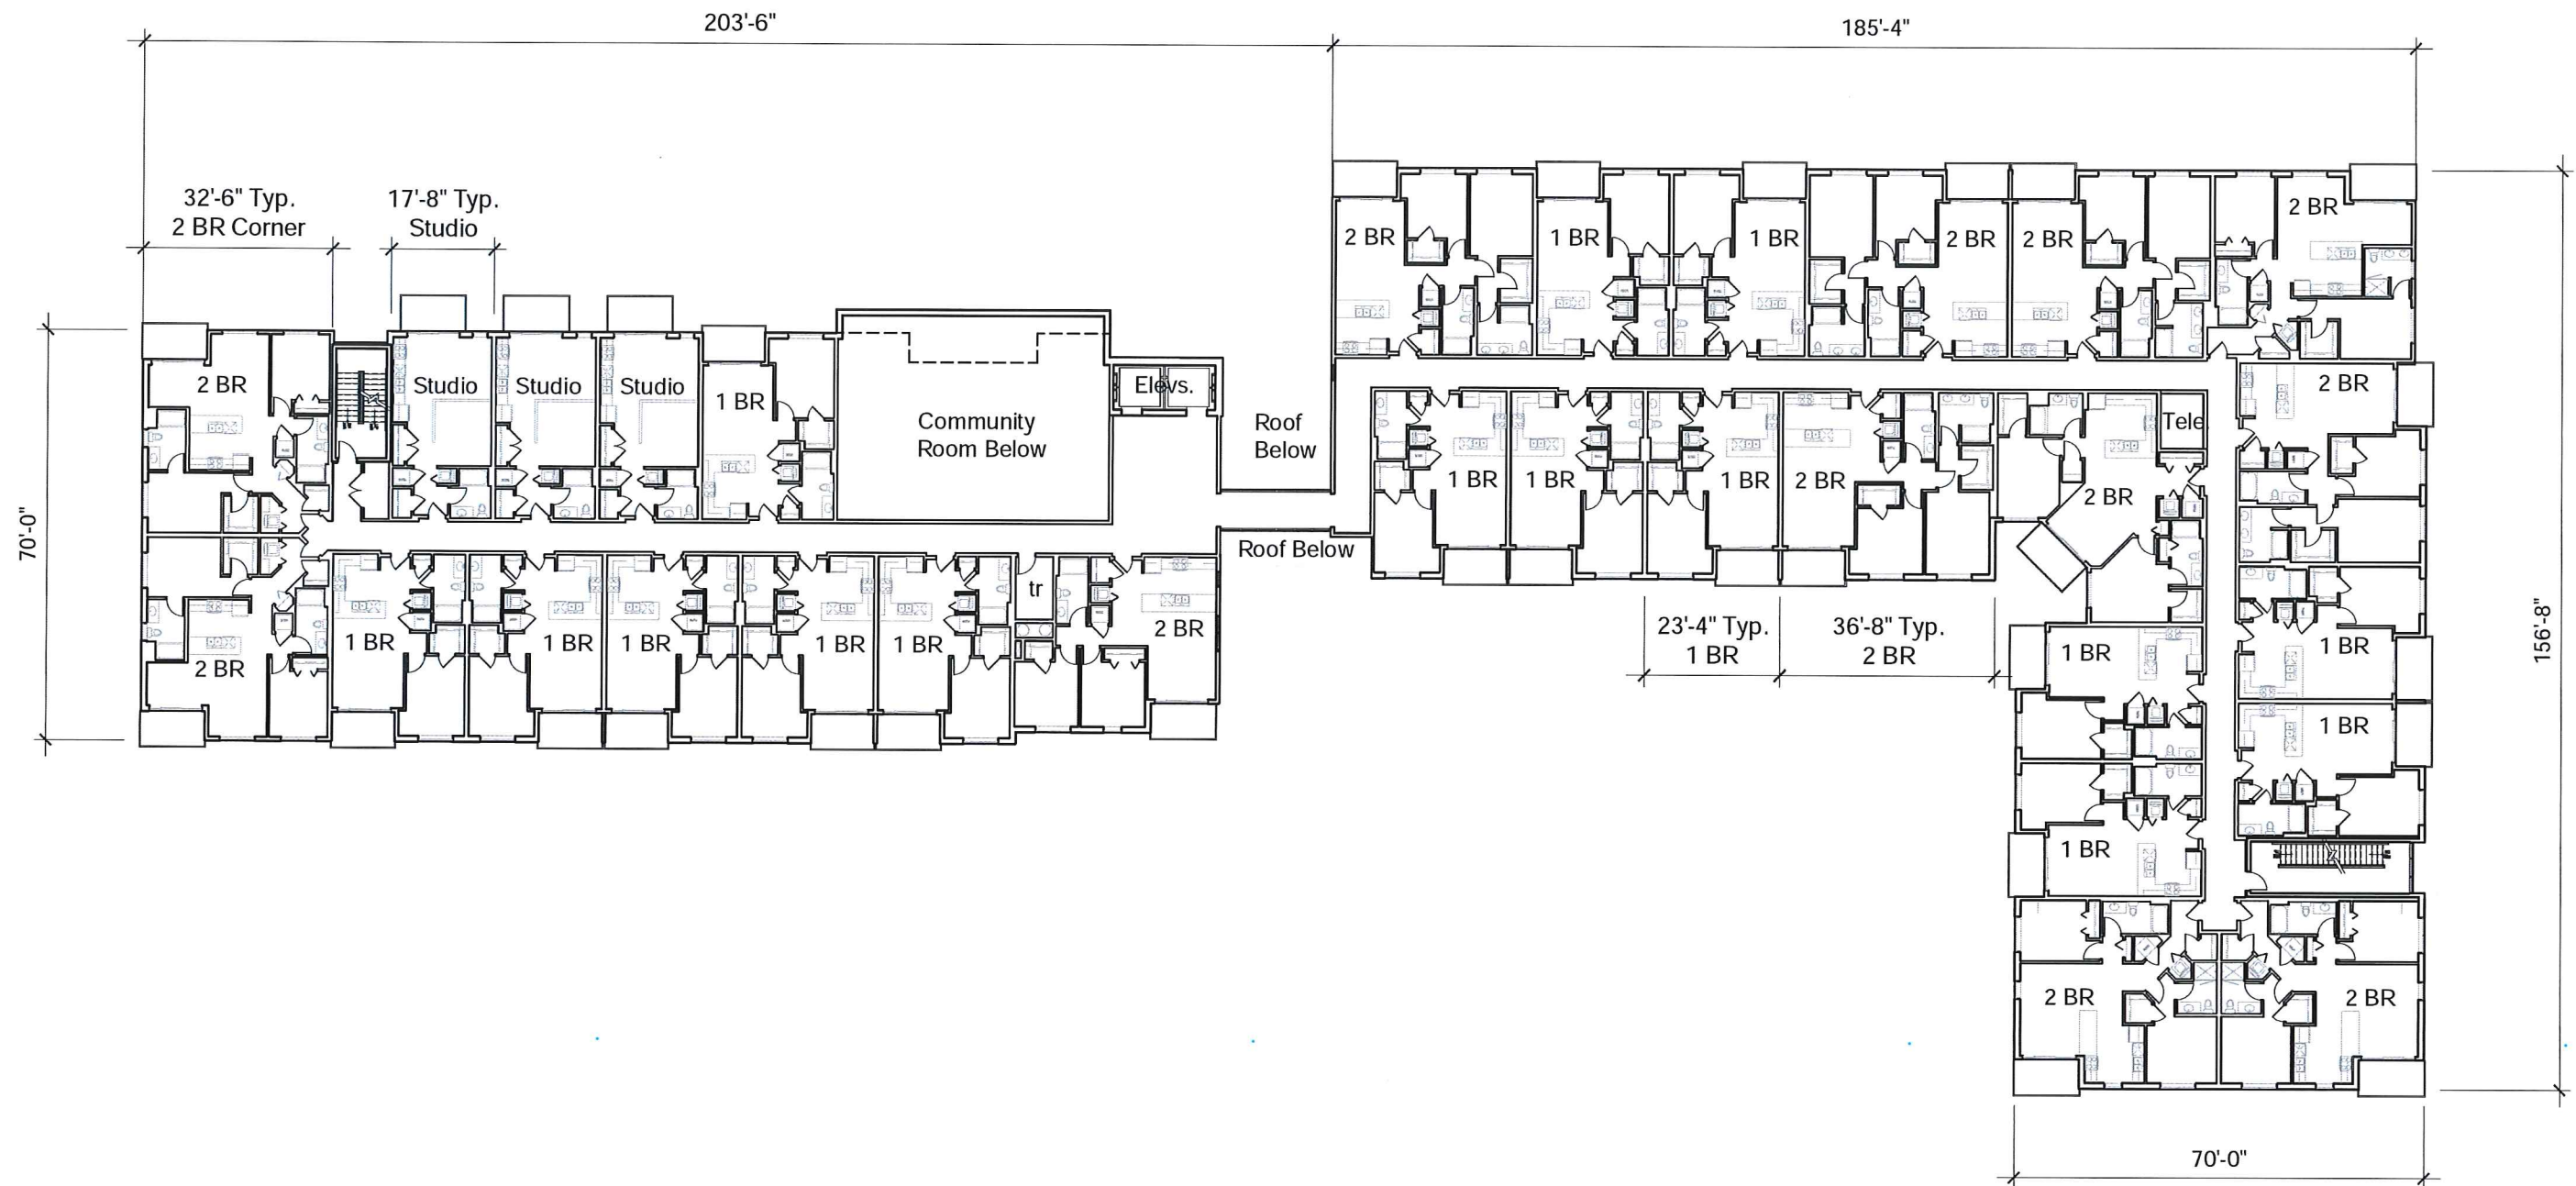 203'-6"
185'-4"
32'-6" Typ.
2 BR Corner
17'-8" Typ.
Studio
2 BR
2 BR
1 BR
1 BR
2 BR
2 BR
2 BR
Studio
Studio
Studio
1 BR
Community
Room Below
Elevs.
Roof
Below
2 BR
Tele
1 BR
1 BR
1 BR
2 BR
2 BR
70'-0"
Roof Below
tr
1 BR
1 BR
1 BR
1 BR
1 BR
2 BR
2 BR
23'-4" Typ.
1 BR
36'-8" Typ.
2 BR
1 BR
1 BR
156'-8"
1 BR
1 BR
2 BR
2 BR
70'-0"